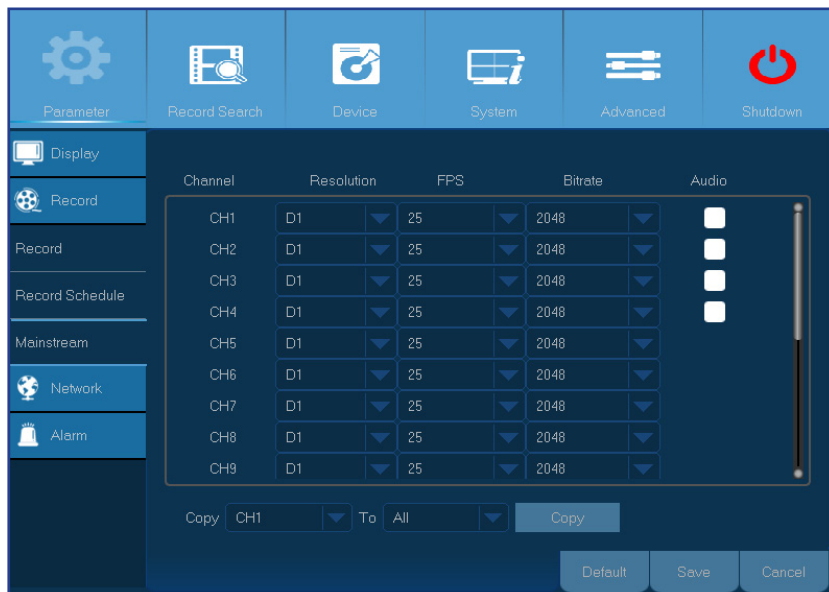 Parameter Record Search Device System Advanced Shutdown
Display
Record
Record
Record Schedule
Mainstream
Network
Alarm
Channel Resolution FPS Bitrate Audio
CH1 D1 25 2048
CH2 D1 25 2048
CH3 D1 25 2048
CH4 D1 25 2048
CH5 D1 25 2048
CH6 D1 25 2048
CH7 D1 25 2048
CH8 D1 25 2048
CH9 D1 25 2048
Copy CH1 To All Copy
Default Save Cancel